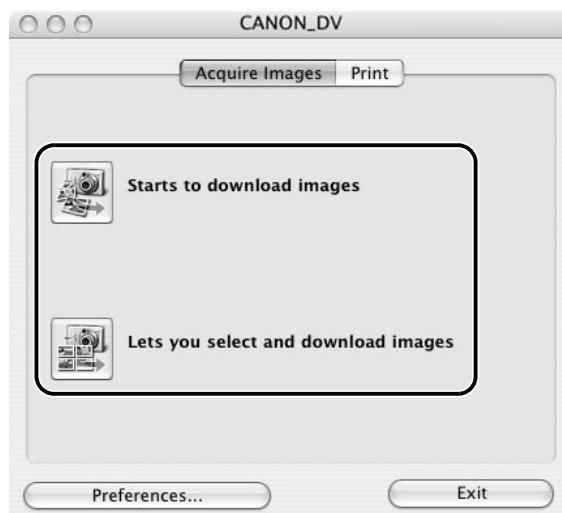 CANON_DV
Acquire Images Print
Starts to download images
Lets you select and download images
Preferences... Exit